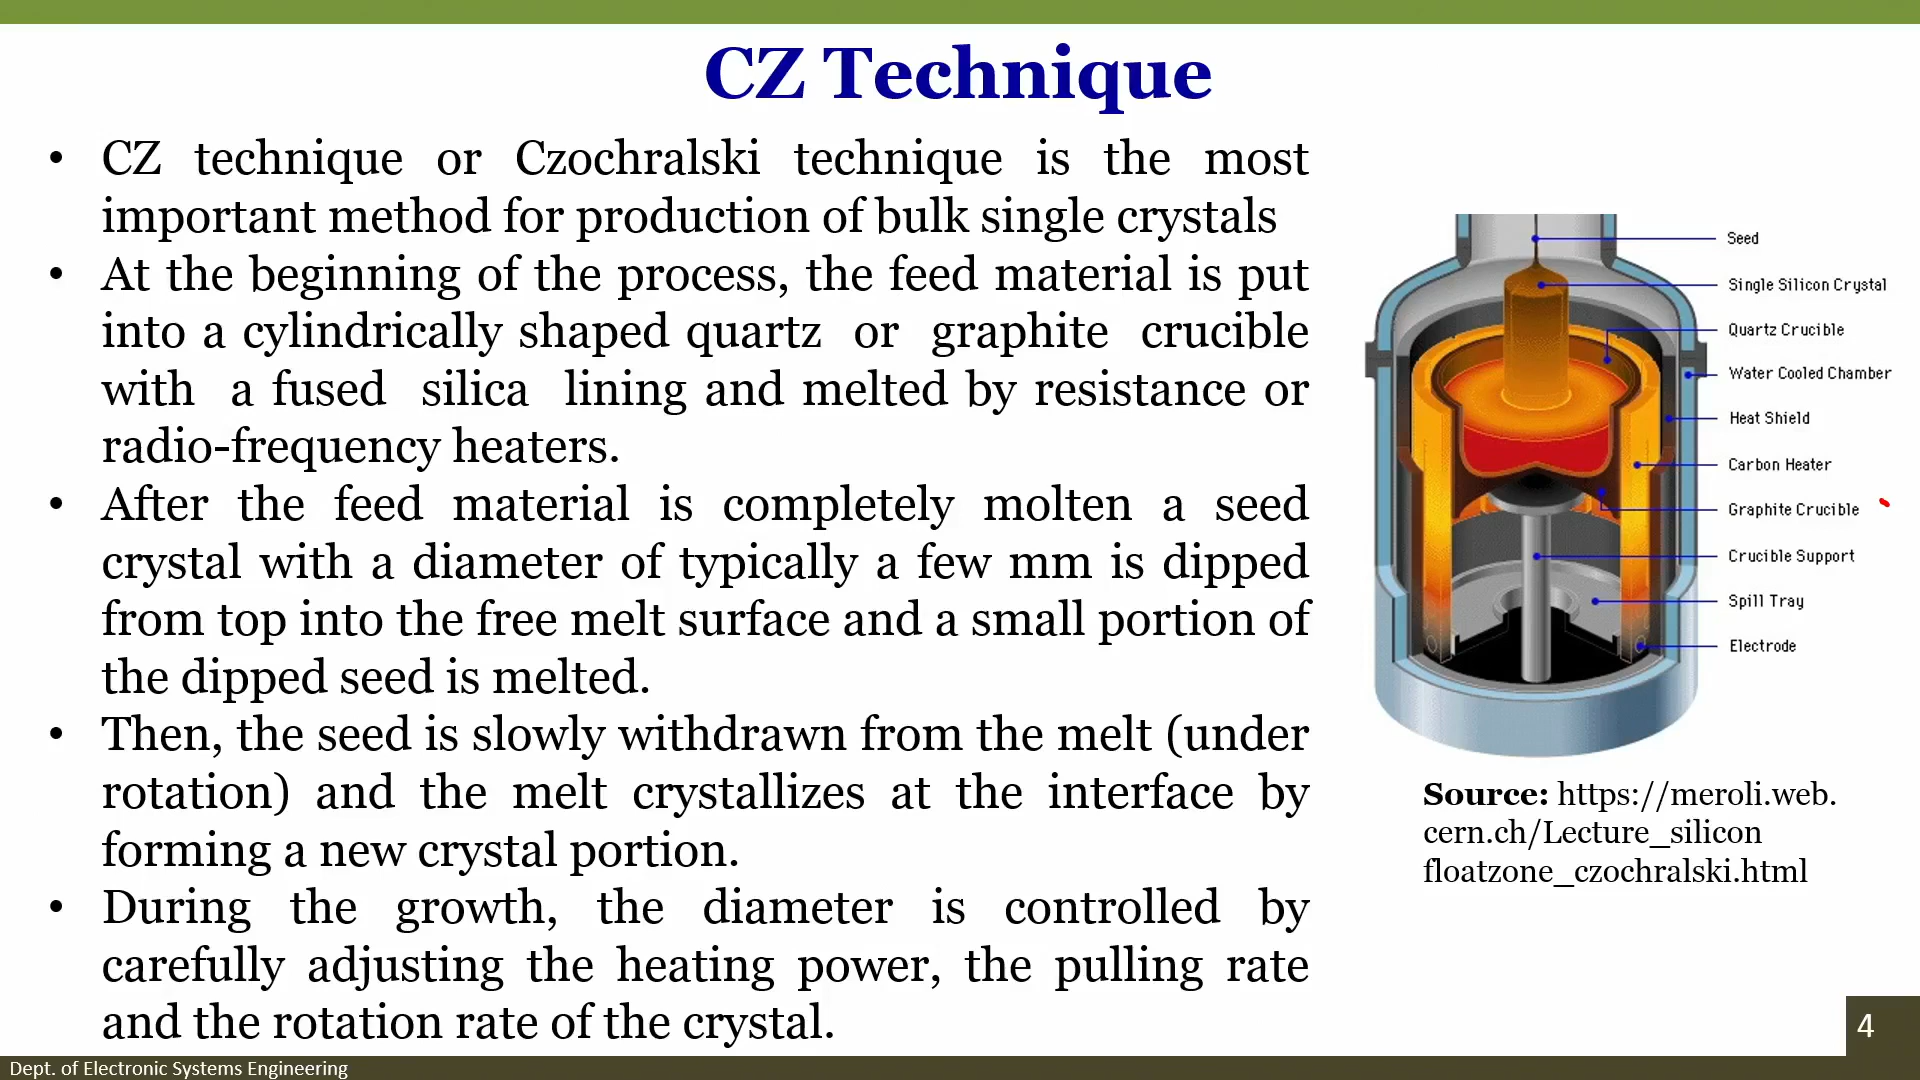 CZ Technique
• CZ technique or Czochralski technique is the most
important method for production of bulk single crystals
• At the beginning of the process, the feed material is put
into a cylindrically shaped quartz or graphite crucible
with a fused silica lining and melted by resistance or
radio-frequency heaters.
• After the feed material is completely molten a seed
crystal with a diameter of typically a few mm is dipped
from top into the free melt surface and a small portion of
the dipped seed is melted.
• Then, the seed is slowly withdrawn from the melt (under
rotation) and the melt crystallizes at the interface by
forming a new crystal portion.
• During the growth, the diameter is controlled by
carefully adjusting the heating power, the pulling rate
and the rotation rate of the crystal.
Seed
Single Silicon Crystal
Quartz Crucible
Water Cooled Chamber
Heat Shield
Carbon Heater
Graphite Crucible
Crucible Support
Spill Tray
Electrode
Source: https://meroli.web.
cern.ch/Lecture_silicon
floatzone_czochralski.html
4
Dept. of Electronic Systems Engineering